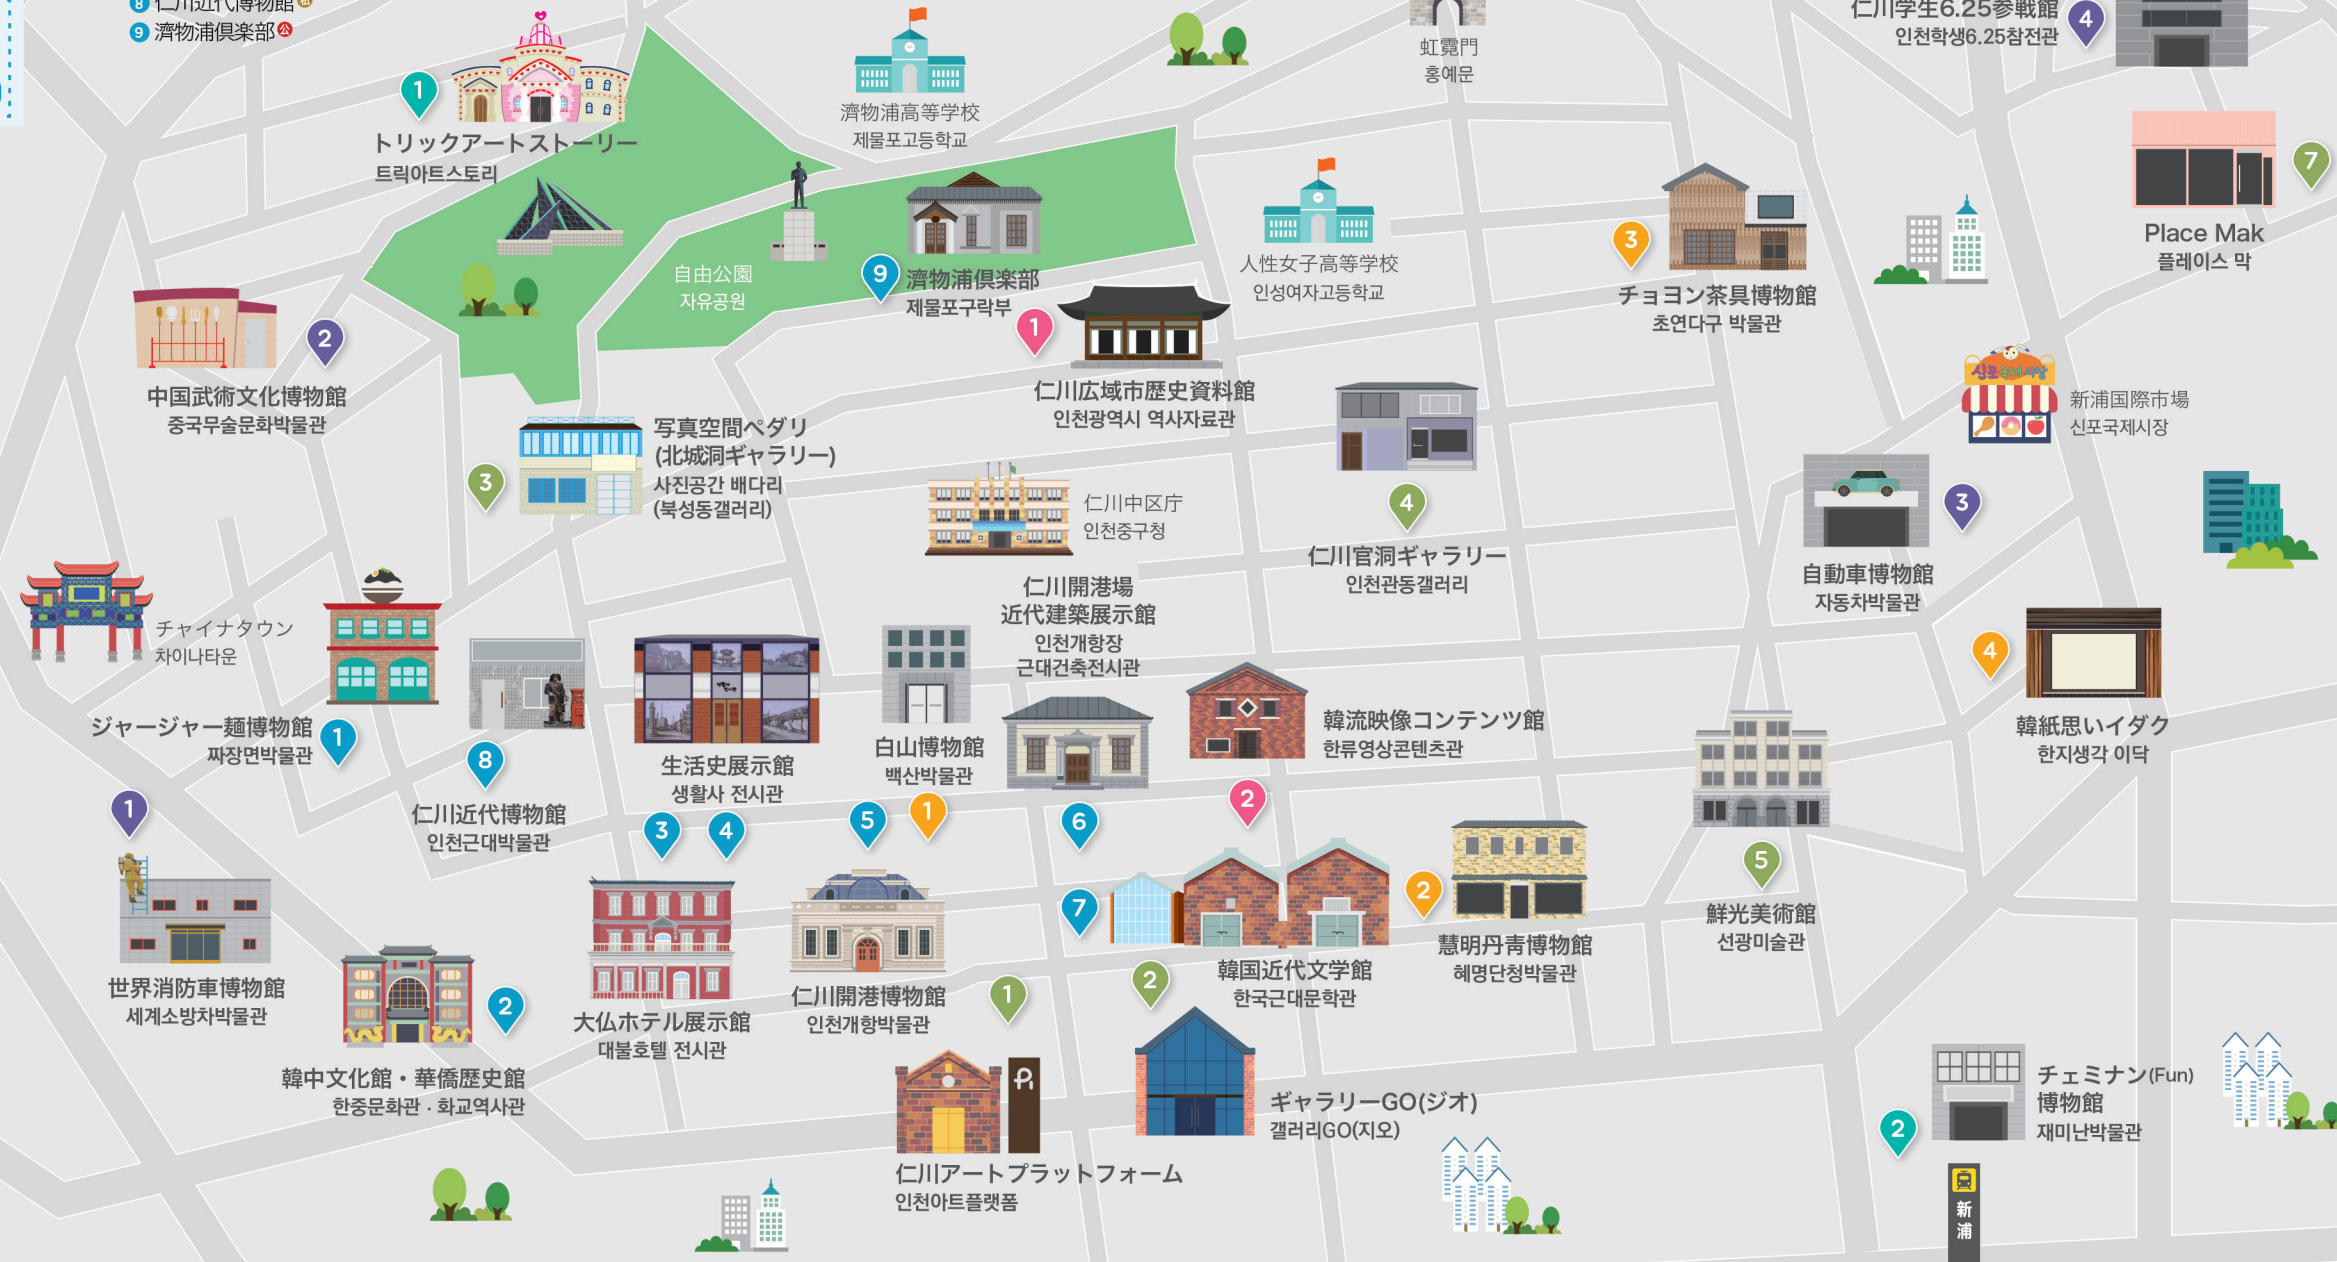 8 仁川近代博物館
9 濟物浦倶楽部 公
虹霓門
홍예문
仁川学生6.25参戦館
인천학생6.25참전관
4
1
トリックアートストーリー
트릭아트스토리
濟物浦高等学校
제물포고등학교
7
Place Mak
플레이스 막
自由公園
자유공원
9
濟物浦倶楽部
제물포구락부
人性女子高等学校
인성여자고등학교
3
チョヨン茶具博物館
초연다구 박물관
2
中国武術文化博物館
중국무술문화박물관
1
仁川広域市歴史資料館
인천광역시 역사자료관
신포국제시장
新浦国際市場
신포국제시장
3
写真空間ペダリ
(北城洞ギャラリー)
사진공간 배다리
(북성동갤러리)
仁川中区庁
인천중구청
4
仁川官洞ギャラリー
인천관동갤러리
3
自動車博物館
자동차박물관
チャイナタウン
차이나타운
仁川開港場
近代建築展示館
인천개항장
근대건축전시관
4
韓紙思いイダク
한지생각 이닥
ジャージャー麺博物館
짜장면박물관
1
8
仁川近代博物館
인천근대박물관
生活史展示館
생활사 전시관
3
4
白山博物館
백산박물관
5
1
6
韓流映像コンテンツ館
한류영상콘텐츠관
2
1
世界消防車博物館
세계소방차박물관
2
韓中文化館・華僑歴史館
한중문화관 · 화교역사관
大仏ホテル展示館
대불호텔 전시관
仁川開港博物館
인천개항박물관
7
韓国近代文学館
한국근대문학관
2
慧明丹靑博物館
혜명단청박물관
5
鮮光美術館
선광미술관
1
仁川アートプラットフォーム
인천아트플랫폼
2
ギャラリーGO(ジオ)
갤러리GO(지오)
2
チェミナン(Fun)
博物館
재미난박물관
新浦